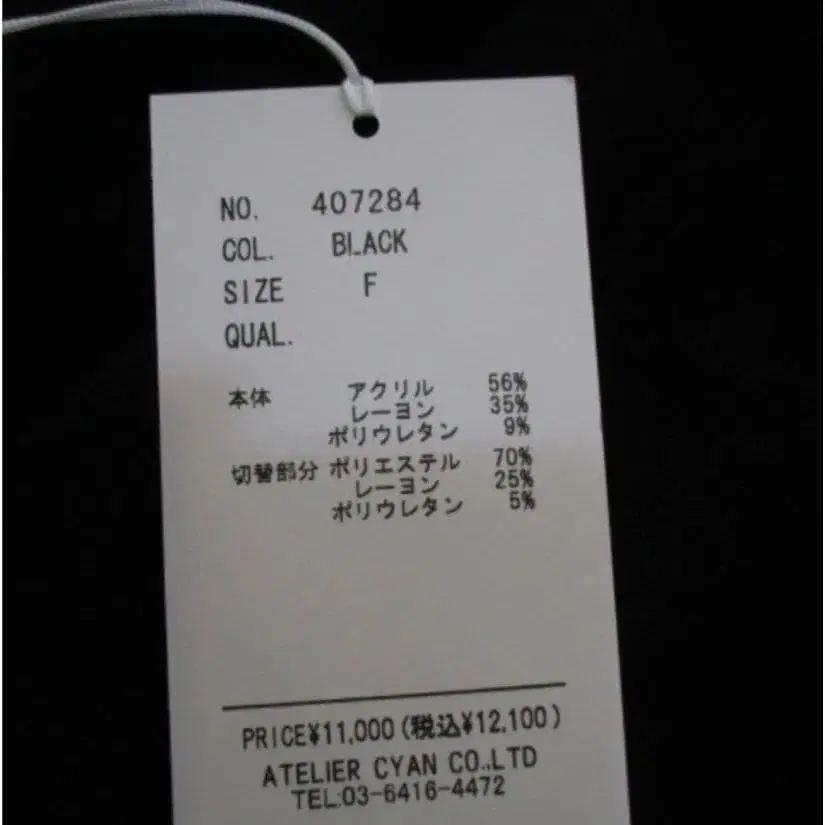 NO. 407284
COL. BLACK
SIZE F
QUAL.
本体 アクリル 56%
レーヨン 35%
ポリウレタン 9%
切替部分 ポリエステル 70%
レーヨン 25%
ポリウレタン 5%
PRICE¥11,000(税込¥12,100)
ATELIER CYAN CO.,LTD
TEL:03-6416-4472